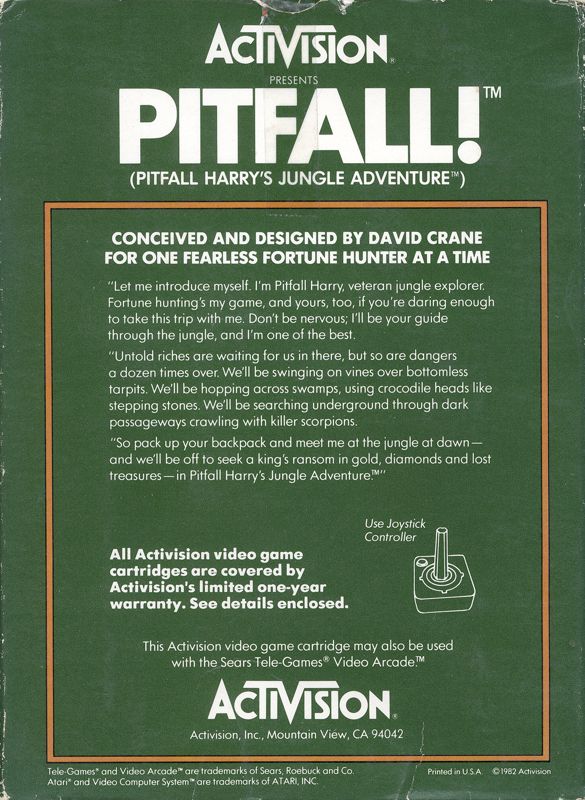 ACTIVISION®
PRESENTS
PITFALL!™
(PITFALL HARRY'S JUNGLE ADVENTURE™)
CONCEIVED AND DESIGNED BY DAVID CRANE
FOR ONE FEARLESS FORTUNE HUNTER AT A TIME
"Let me introduce myself. I'm Pitfall Harry, veteran jungle explorer.
Fortune hunting's my game, and yours, too, if you're daring enough
to take this trip with me. Don't be nervous; I'll be your guide
through the jungle, and I'm one of the best.
"Untold riches are waiting for us in there, but so are dangers
a dozen times over. We'll be swinging on vines over bottomless
tarpits. We'll be hopping across swamps, using crocodile heads like
stepping stones. We'll be searching underground through dark
passageways crawling with killer scorpions.
"So pack up your backpack and meet me at the jungle at dawn—
and we'll be off to seek a king's ransom in gold, diamonds and lost
treasures—in Pitfall Harry's Jungle Adventure.™"
Use Joystick
Controller
All Activision video game
cartridges are covered by
Activision's limited one-year
warranty. See details enclosed.
This Activision video game cartridge may also be used
with the Sears Tele-Games® Video Arcade.™
ACTIVISION®
Activision, Inc., Mountain View, CA 94042
Tele-Games® and Video Arcade™ are trademarks of Sears, Roebuck and Co.
Atari® and Video Computer System™ are trademarks of ATARI, INC.
Printed in U.S.A. ©1982 Activision